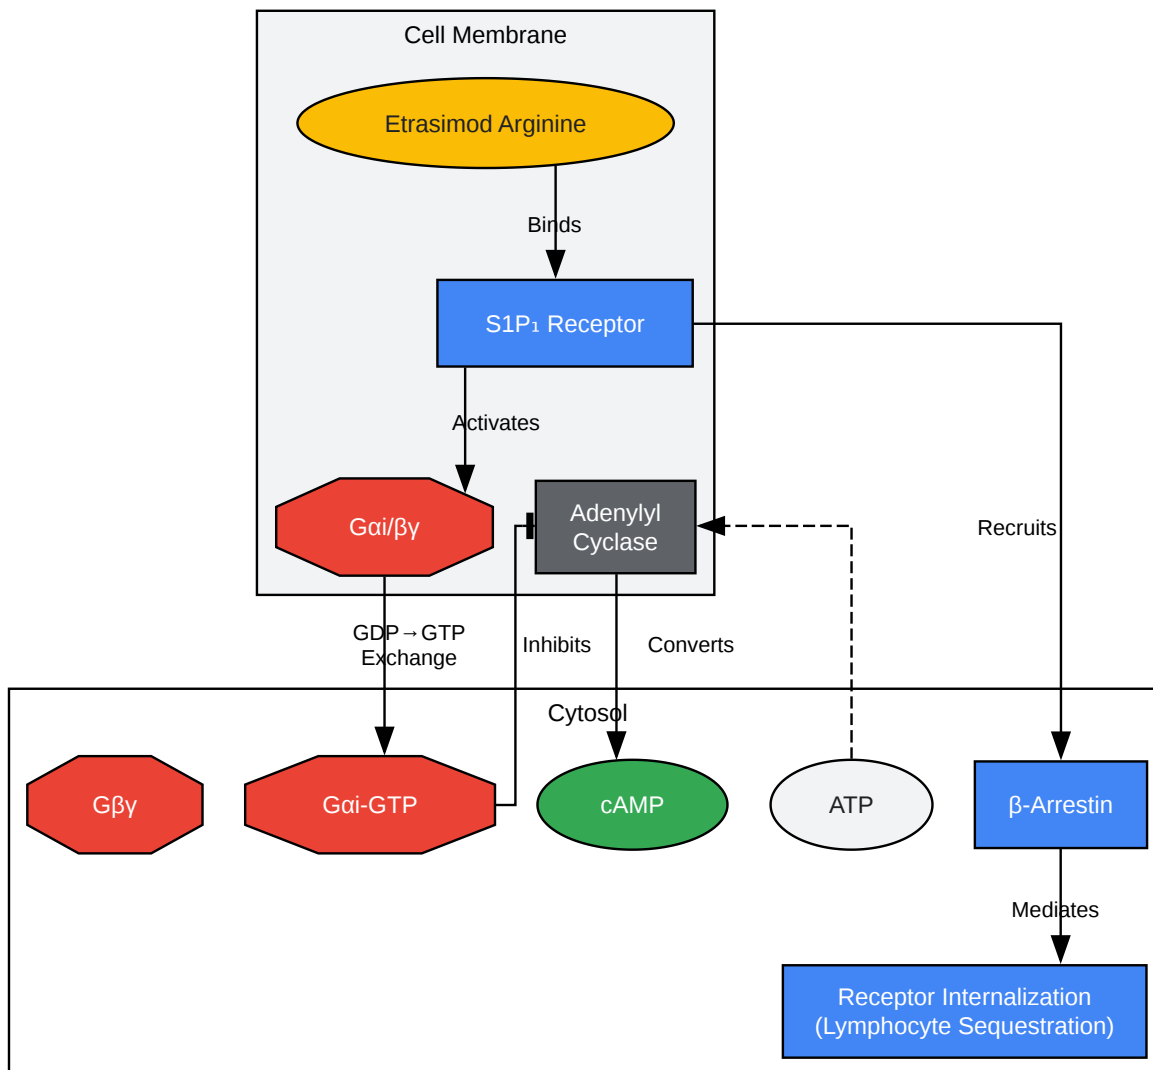 Cell Membrane
Etrasimod Arginine
Binds
S1P₁ Receptor
Activates
Gαi/βγ
Adenylyl
Cyclase
Recruits
GDP→GTP
Exchange
Inhibits
Converts
Cytosol
Gβγ
Gαi-GTP
cAMP
ATP
β-Arrestin
Mediates
Receptor Internalization
(Lymphocyte Sequestration)